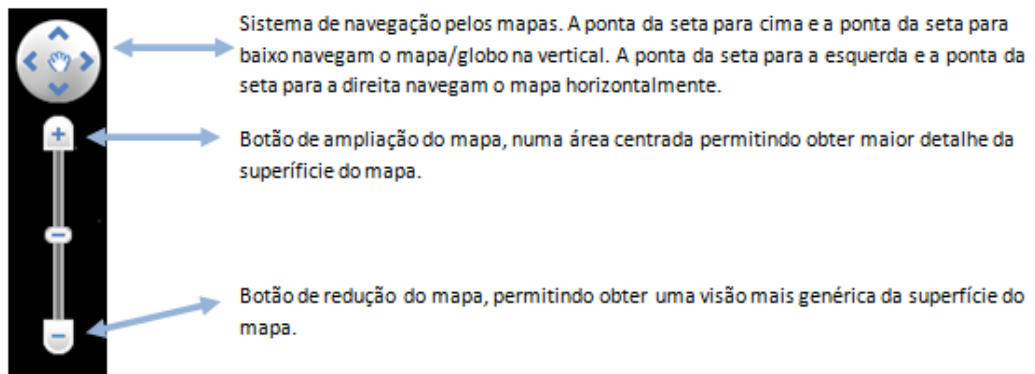 Sistema de navegação pelos mapas. A ponta da seta para cima e a ponta da seta para
baixo navegam o mapa/globo na vertical. A ponta da seta para a esquerda e a ponta da
seta para a direita navegam o mapa horizontalmente.
Botão de ampliação do mapa, numa área centrada permitindo obter maior detalhe da
superíficie do mapa.
Botão de redução do mapa, permitindo obter uma visão mais genérica da superfície do
mapa.